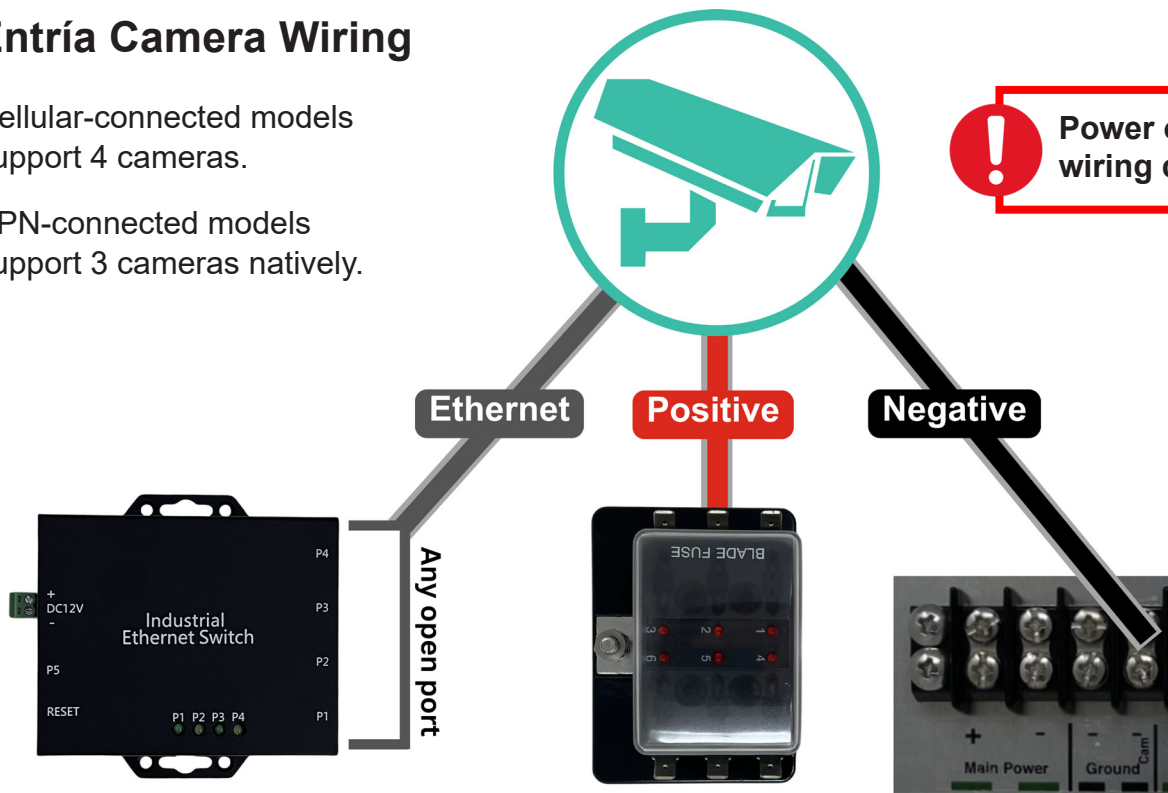 Entría Camera Wiring
ellular-connected models
upport 4 cameras.
PN-connected models
upport 3 cameras natively.
Power
wiring
Ethernet
Positive
Negative
Any open port
+
DC12V
-
P5
RESET
Industrial
Ethernet Switch
P1 P2 P3 P4
P4
P3
P2
P1
BLADE FUSE
3 2 1
6 5 4
+ - - -
Main Power
Ground
Cam